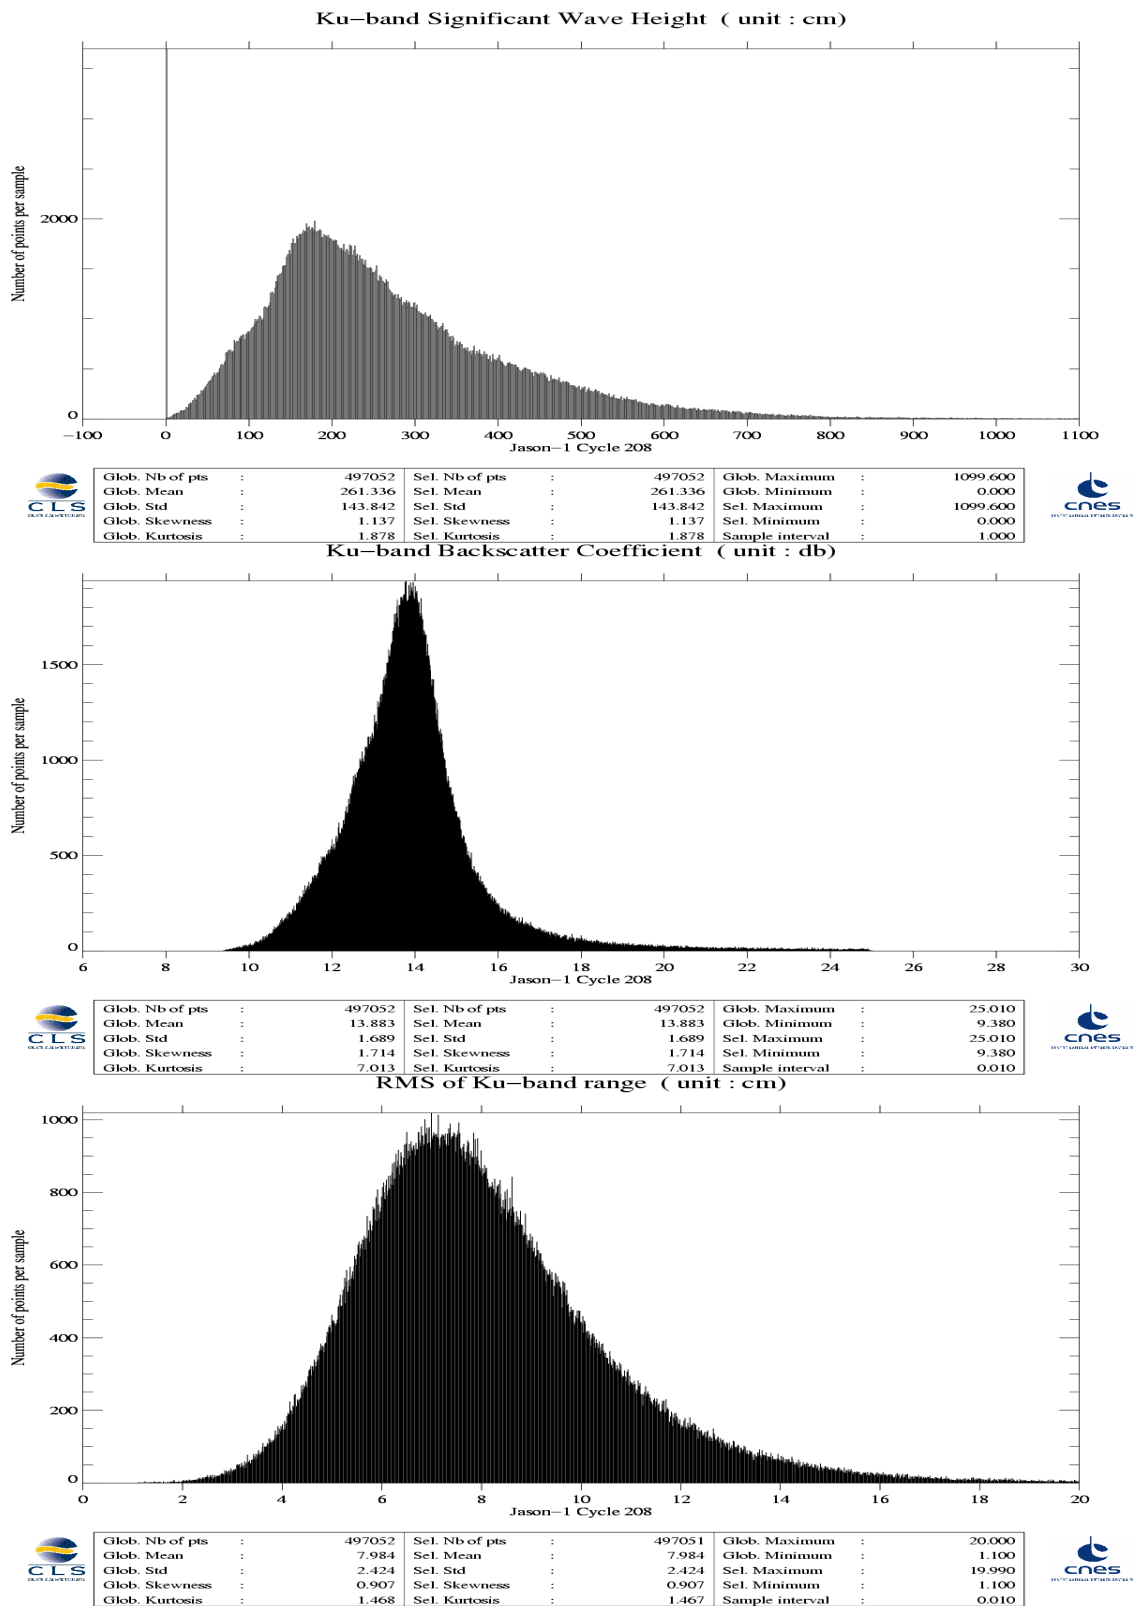 Ku-band Significant Wave Height ( unit : cm)
Number of points per sample
2000
0
-100 0 100 200 300 400 500 600 700 800 900 1000 1100
Jason-1 Cycle 208
CLS
Glob. Nb of pts : 497052 Sel. Nb of pts : 497052 Glob. Maximum : 1099.600
Glob. Mean : 261.336 Sel. Mean : 261.336 Glob. Minimum : 0.000
Glob. Std : 143.842 Sel. Std : 143.842 Sel. Maximum : 1099.600
Glob. Skewness : 1.137 Sel. Skewness : 1.137 Sel. Minimum : 0.000
Glob. Kurtosis : 1.878 Sel. Kurtosis : 1.878 Sample interval : 1.000
cnes
Ku-band Backscatter Coefficient ( unit : db)
Number of points per sample
1500
1000
500
0
6 8 10 12 14 16 18 20 22 24 26 28 30
Jason-1 Cycle 208
CLS
Glob. Nb of pts : 497052 Sel. Nb of pts : 497052 Glob. Maximum : 25.010
Glob. Mean : 13.883 Sel. Mean : 13.883 Glob. Minimum : 9.380
Glob. Std : 1.689 Sel. Std : 1.689 Sel. Maximum : 25.010
Glob. Skewness : 1.714 Sel. Skewness : 1.714 Sel. Minimum : 9.380
Glob. Kurtosis : 7.013 Sel. Kurtosis : 7.013 Sample interval : 0.010
cnes
RMS of Ku-band range ( unit : cm)
Number of points per sample
1000
800
600
400
200
0
0 2 4 6 8 10 12 14 16 18 20
Jason-1 Cycle 208
CLS
Glob. Nb of pts : 497052 Sel. Nb of pts : 497051 Glob. Maximum : 20.000
Glob. Mean : 7.984 Sel. Mean : 7.984 Glob. Minimum : 1.100
Glob. Std : 2.424 Sel. Std : 2.424 Sel. Maximum : 19.990
Glob. Skewness : 0.907 Sel. Skewness : 0.907 Sel. Minimum : 1.100
Glob. Kurtosis : 1.468 Sel. Kurtosis : 1.467 Sample interval : 0.010
cnes